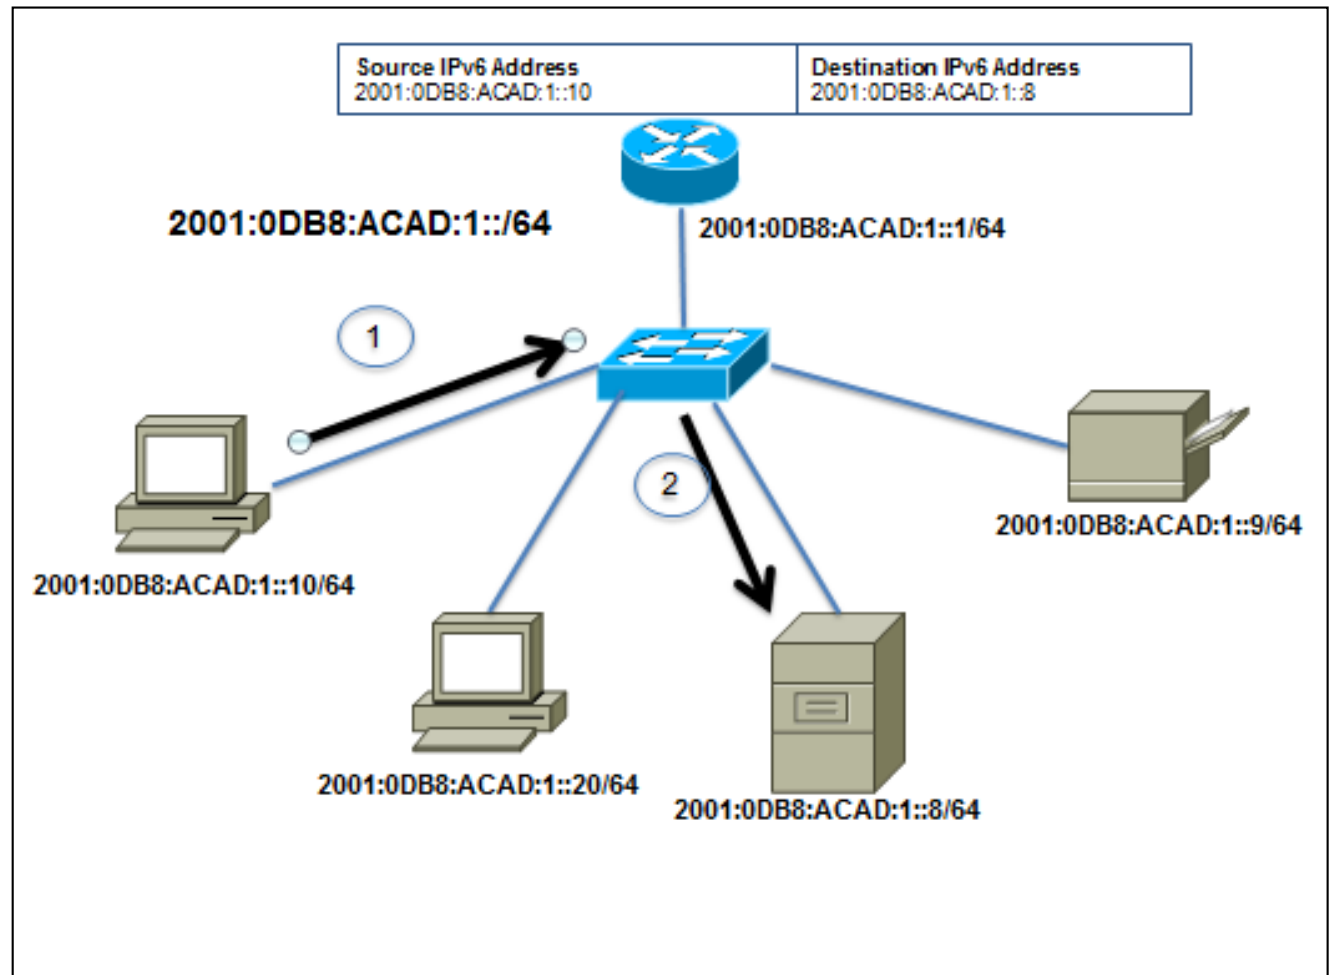 Source IPv6 Address
2001:0DB8:ACAD:1::10
Destination IPv6 Address
2001:0DB8:ACAD:1::8
2001:0DB8:ACAD:1::/64
2001:0DB8:ACAD:1::1/64
1
2
2001:0DB8:ACAD:1::9/64
2001:0DB8:ACAD:1::10/64
2001:0DB8:ACAD:1::20/64
2001:0DB8:ACAD:1::8/64